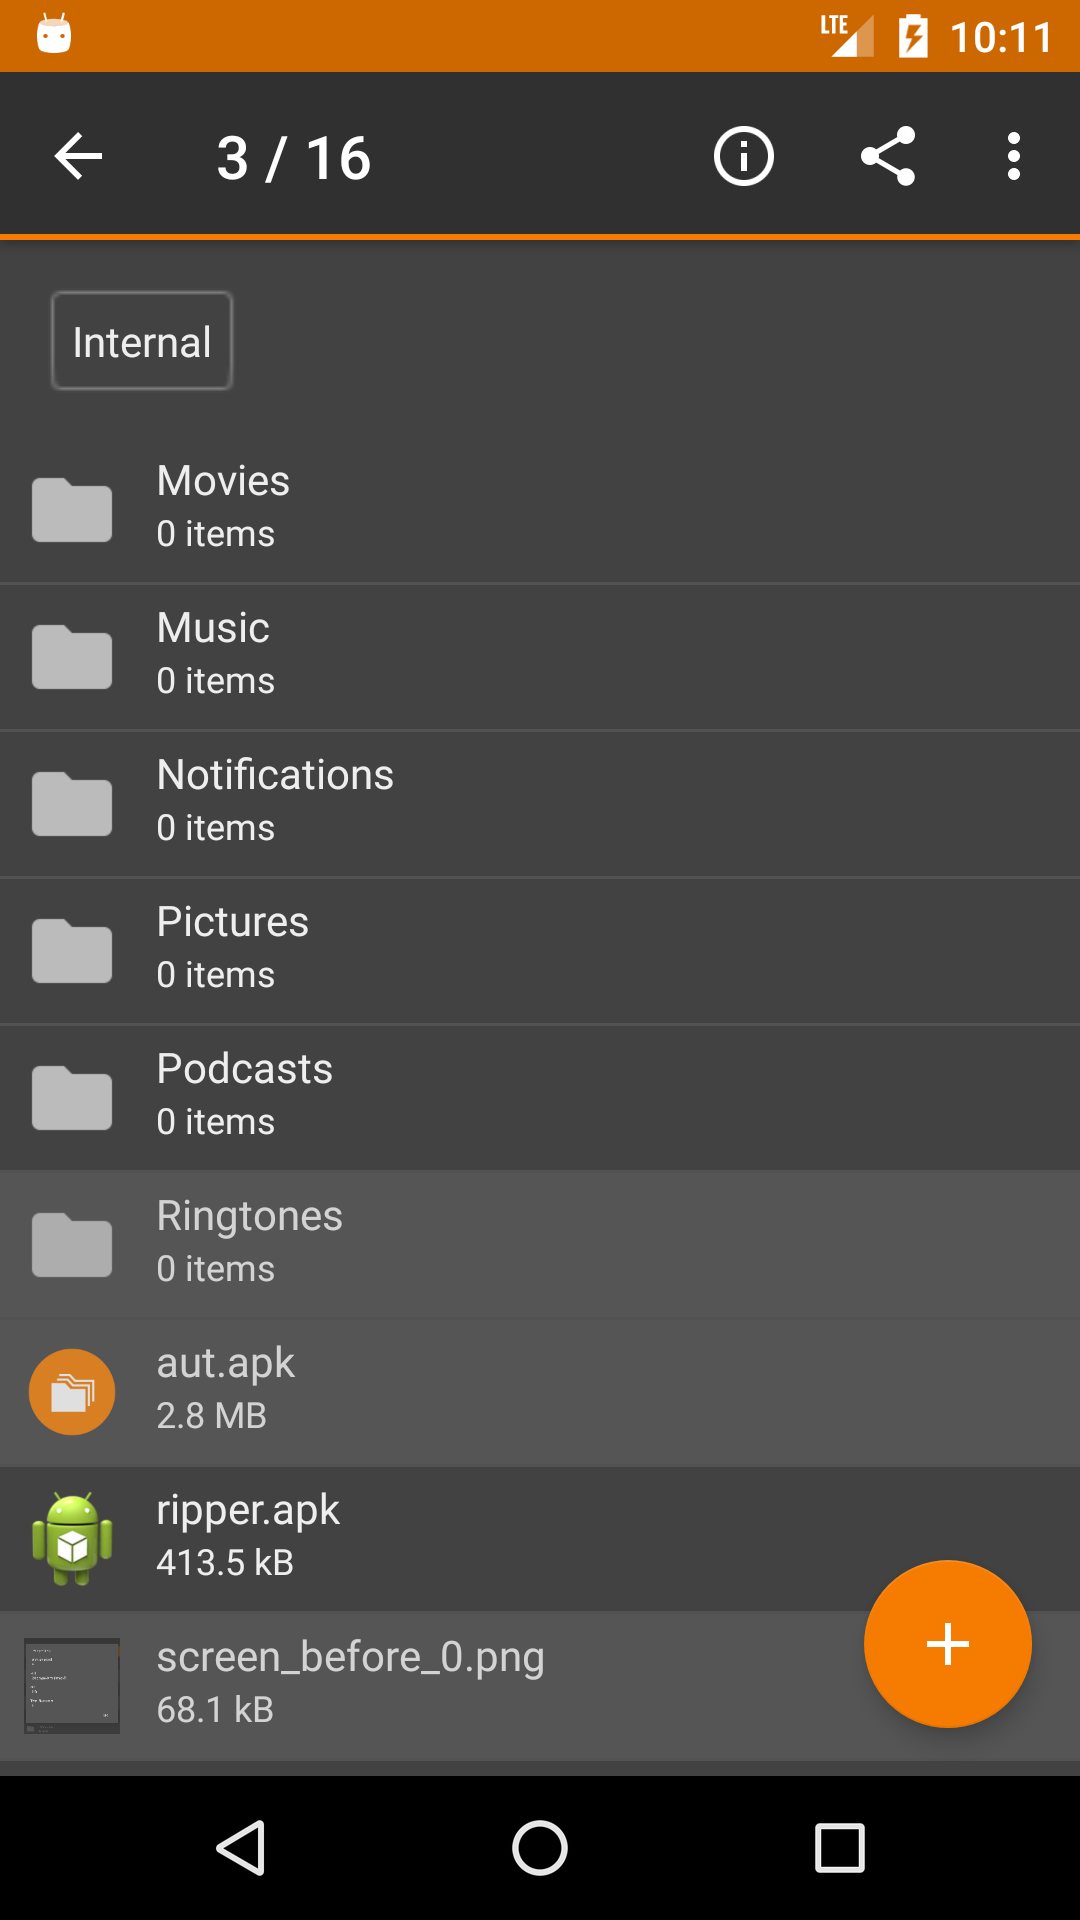 LTE 10:11
3 / 16
Internal
Movies
0 items
Music
0 items
Notifications
0 items
Pictures
0 items
Podcasts
0 items
Ringtones
0 items
aut.apk
2.8 MB
ripper.apk
413.5 kB
screen_before_0.png
68.1 kB